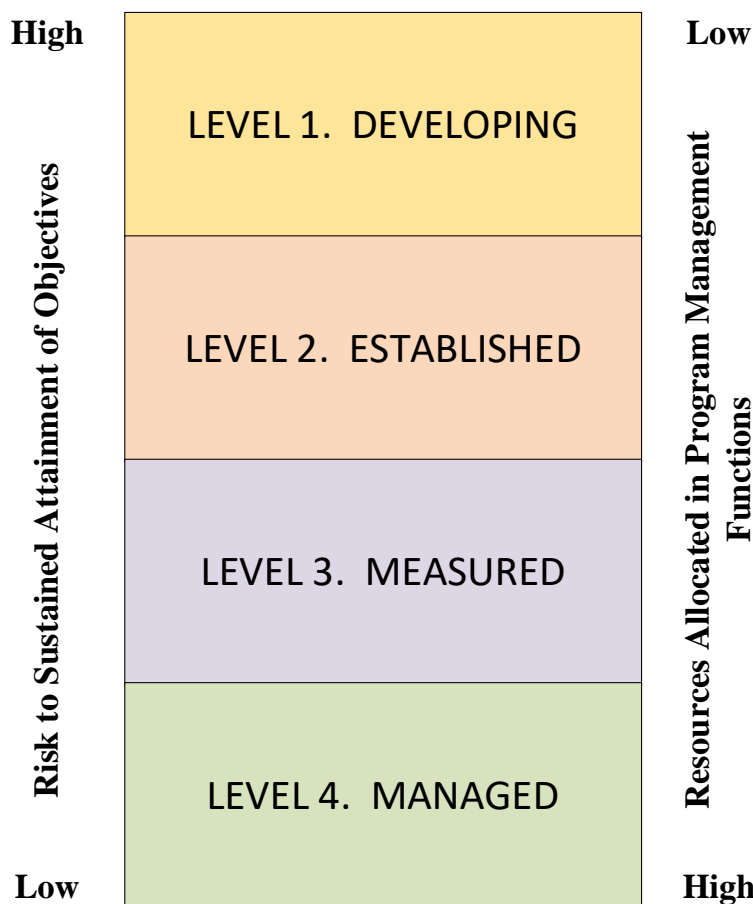 High
Low
LEVEL 1.  DEVELOPING
Risk to Sustained Attainment of Objectives
LEVEL 2.  ESTABLISHED
Resources Allocated in Program Management
Functions
LEVEL 3.  MEASURED
LEVEL 4.  MANAGED
Low
High